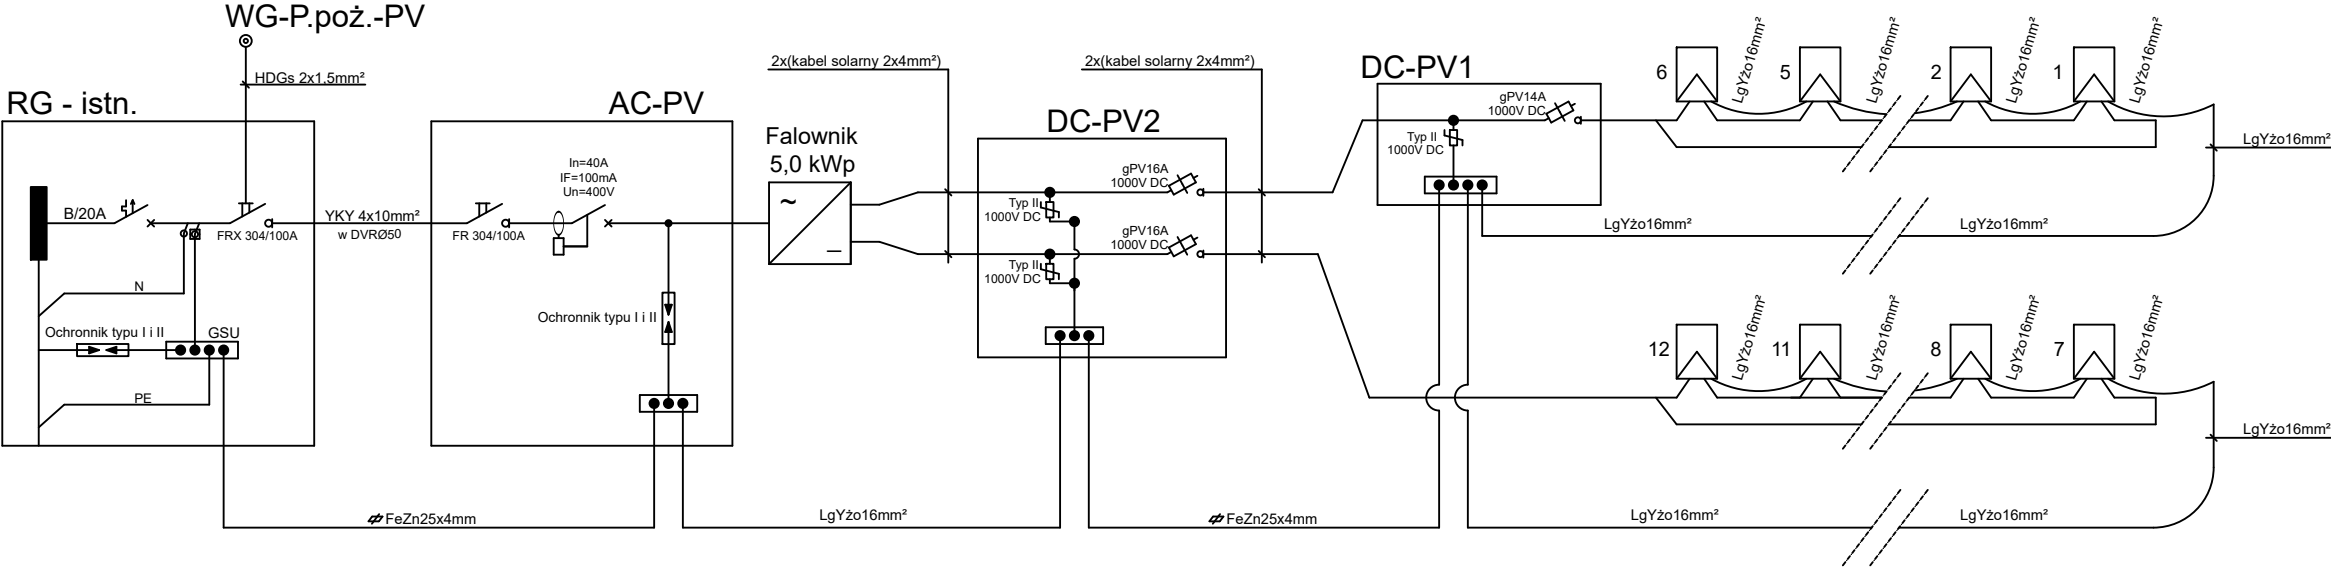 WG-P.poż.-PV
HDGs 2x1,5mm²
RG - istn.
B/20A
FRX 304/100A
N
Ochronnik typu I i II
GSU
PE
YKY 4x10mm²
w DVRØ50
AC-PV
In=40A
IF=100mA
Un=400V
FR 304/100A
Ochronnik typu I i II
FeZn25x4mm
Falownik
5,0 kWp
~
–
2x(kabel solarny 2x4mm²)
LgYżo16mm²
DC-PV2
gPV16A
1000V DC
Typ II
1000V DC
gPV16A
1000V DC
Typ II
1000V DC
2x(kabel solarny 2x4mm²)
FeZn25x4mm
DC-PV1
gPV14A
1000V DC
Typ II
1000V DC
6
LgYżo16mm²
5
LgYżo16mm²
2
LgYżo16mm²
1
LgYżo16mm²
LgYżo16mm²
LgYżo16mm²
LgYżo16mm²
12
LgYżo16mm²
11
LgYżo16mm²
8
LgYżo16mm²
7
LgYżo16mm²
LgYżo16mm²
LgYżo16mm²
LgYżo16mm²